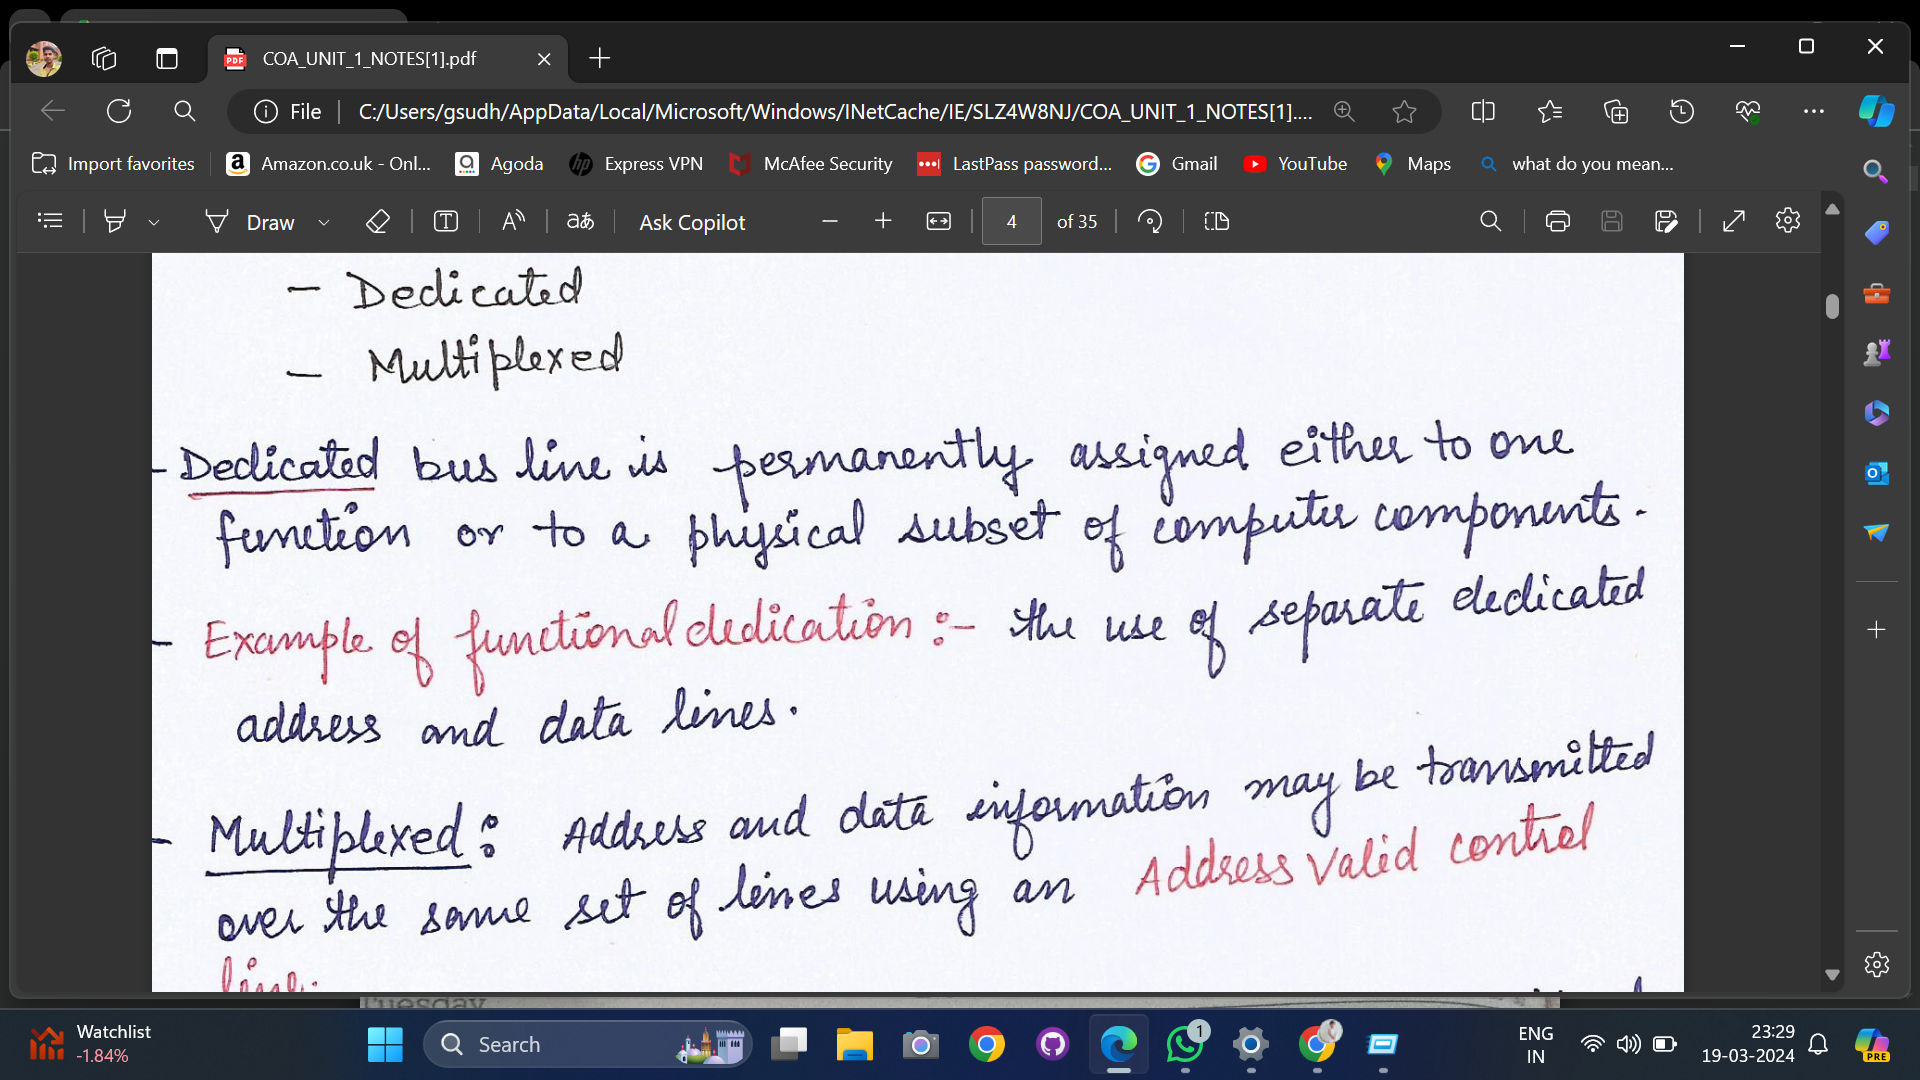 COA_UNIT_1_NOTES[1].pdf
File
C:/Users/gsudh/AppData/Local/Microsoft/Windows/INetCache/IE/SLZ4W8NJ/COA_UNIT_1_NOTES[1]....
Import favorites
Amazon.co.uk - Onl...
Agoda
Express VPN
McAfee Security
LastPass password...
Gmail
YouTube
Maps
what do you mean...
Draw
Ask Copilot
4 of 35
- Dedicated
- Multiplexed
- Dedicated bus line is permanently assigned either to one
function or to a physical subset of computer components.
- Example of functional dedication :- the use of separate dedicated
address and data lines.
- Multiplexed : Address and data information may be transmitted
over the same set of lines using an Address Valid control
line.
Tuesday
Watchlist
-1.84%
Search
1
PRE
ENG
IN
23:29
19-03-2024